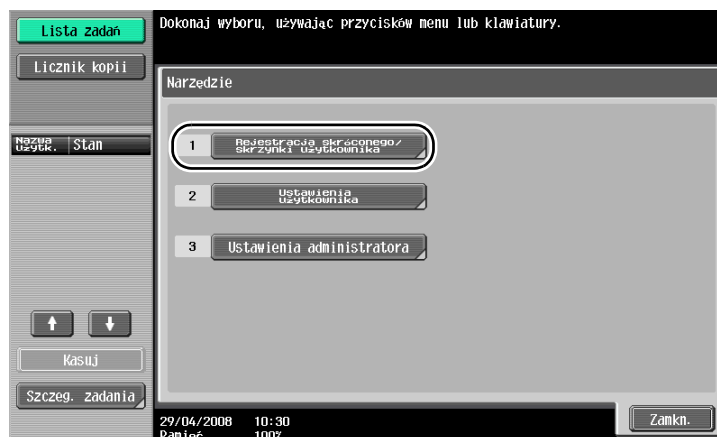 Lista zadań
Licznik kopii
Nazwa użytk.
Stan
Kasuj
Szczeg. zadania
Dokonaj wyboru, używając przycisków menu lub klawiatury.
Narzędzie
1 Rejestracja skróconego/
skrzynki użytkownika
2 Ustawienia
użytkownika
3 Ustawienia administratora
Zamkn.
29/04/2008 10:30
Pamięć 100%